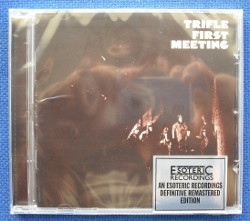 TRIFLE
FIRST
MEETING
ESOTERIC
RECORDINGS
AN ESOTERIC RECORDINGS
DEFINITIVE REMASTERED
EDITION